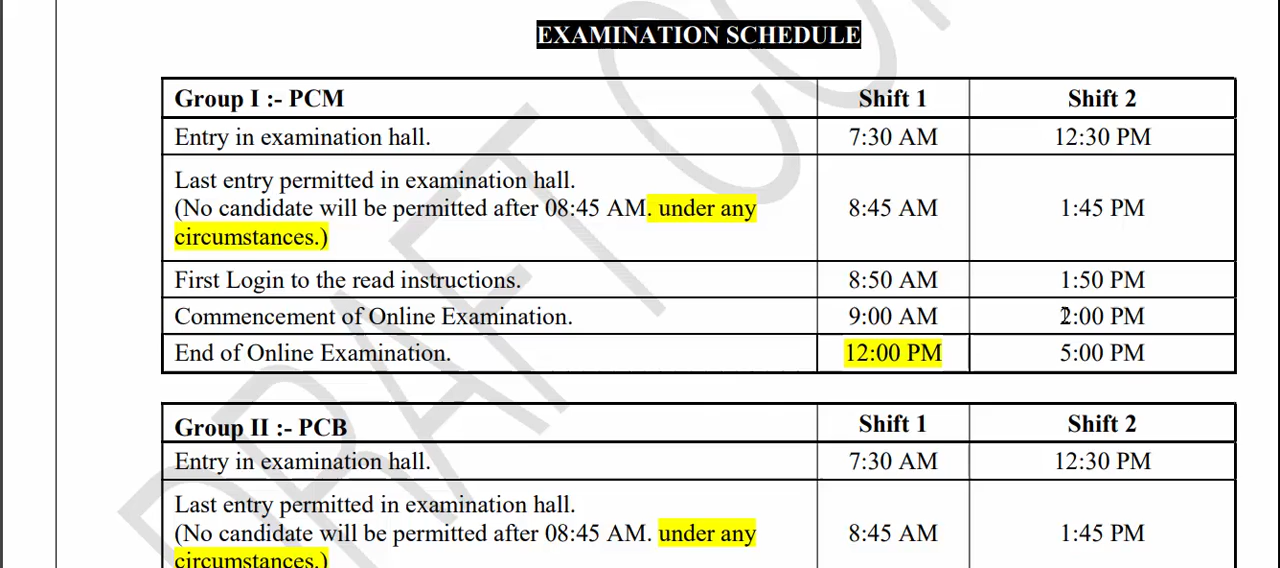 EXAMINATION SCHEDULE
Group I :- PCM Shift 1 Shift 2
Entry in examination hall. 7:30 AM 12:30 PM
Last entry permitted in examination hall.
(No candidate will be permitted after 08:45 AM. under any 8:45 AM 1:45 PM
circumstances.)
First Login to the read instructions. 8:50 AM 1:50 PM
Commencement of Online Examination. 9:00 AM 2:00 PM
End of Online Examination. 12:00 PM 5:00 PM
Group II :- PCB Shift 1 Shift 2
Entry in examination hall. 7:30 AM 12:30 PM
Last entry permitted in examination hall.
(No candidate will be permitted after 08:45 AM. under any 8:45 AM 1:45 PM
circumstances.)
DRAFT CO